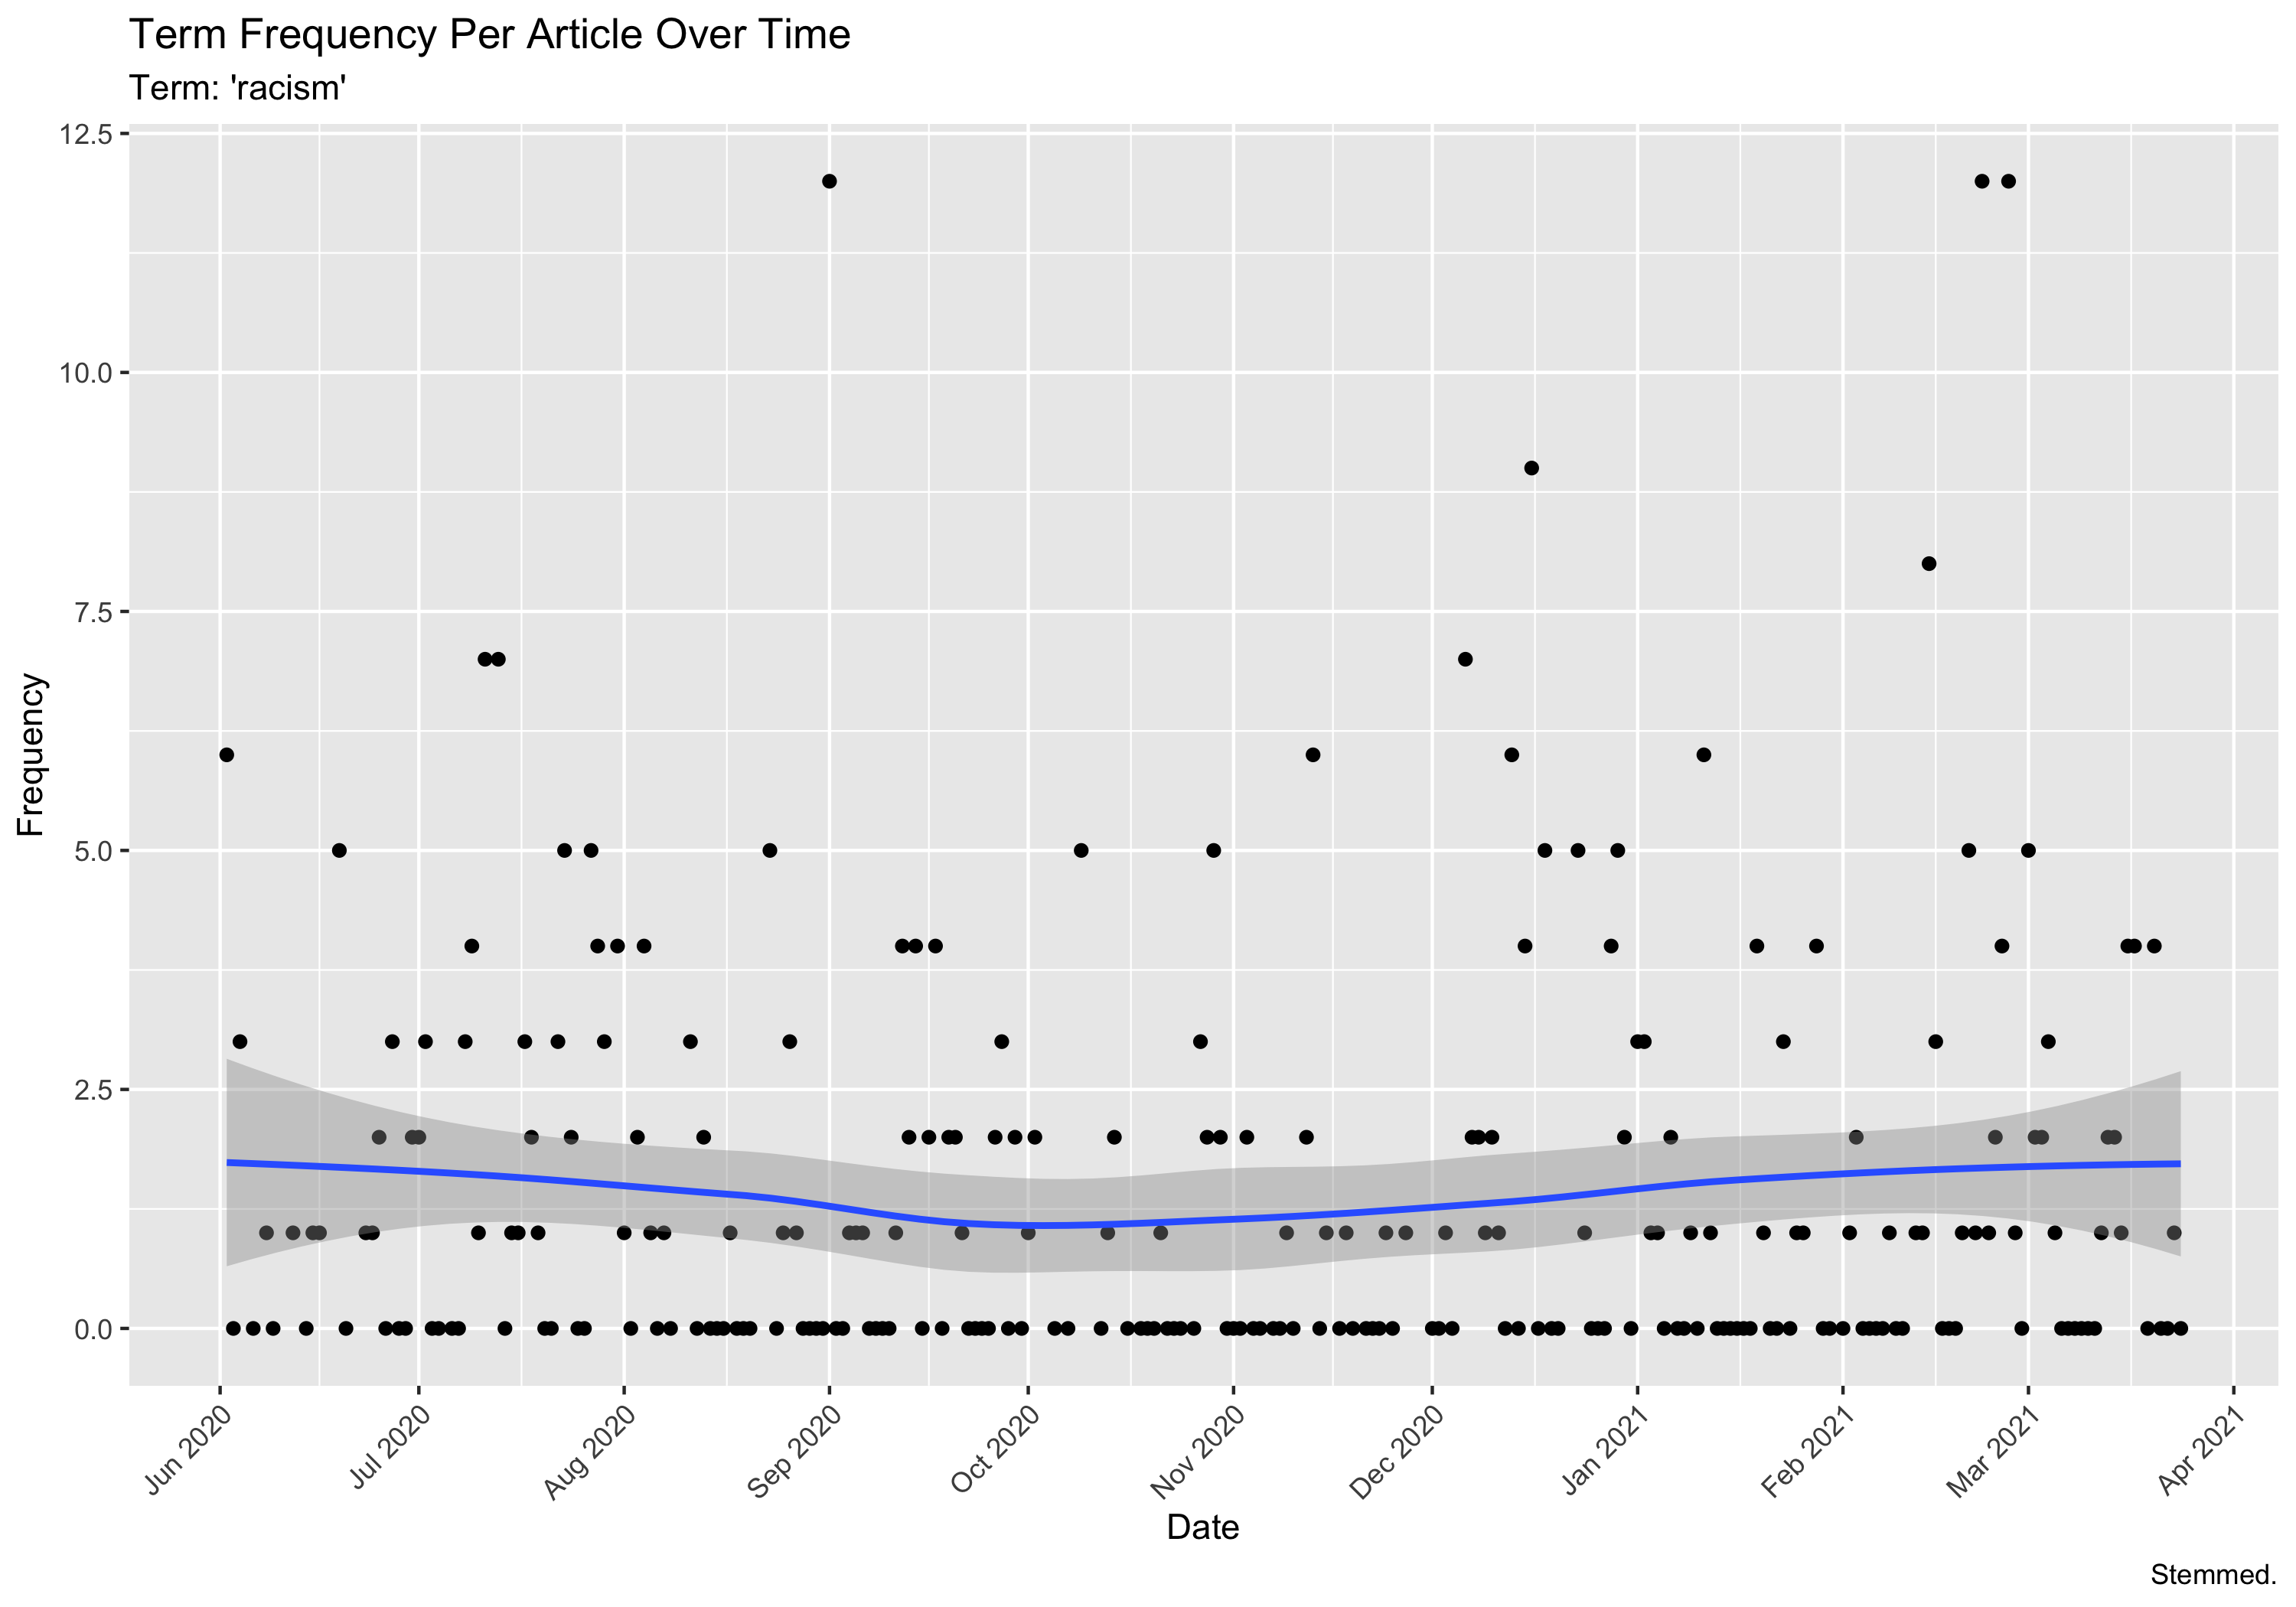 Term Frequency Per Article Over Time
Term: 'racism'
12.5
10.0
7.5
5.0
2.5
0.0
Frequency
Jun 2020
Jul 2020
Aug 2020
Sep 2020
Oct 2020
Nov 2020
Dec 2020
Jan 2021
Feb 2021
Mar 2021
Apr 2021
Date
Stemmed.